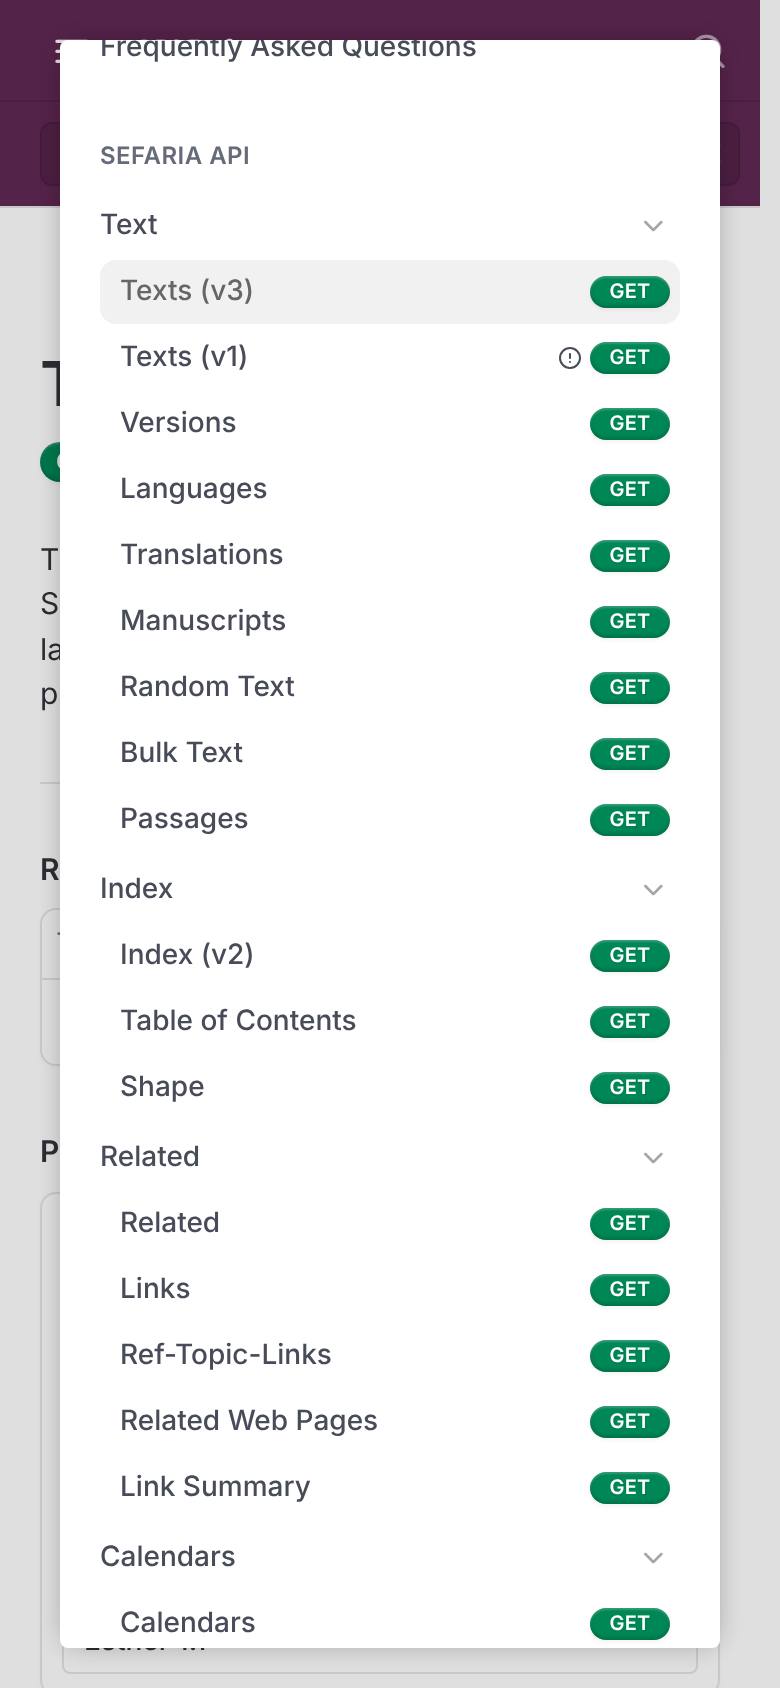 Frequently Asked Questions
SEFARIA API
Text
Texts (v3) GET
Texts (v1) GET
Versions GET
Languages GET
Translations GET
Manuscripts GET
Random Text GET
Bulk Text GET
Passages GET
Index
Index (v2) GET
Table of Contents GET
Shape GET
Related
Related GET
Links GET
Ref-Topic-Links GET
Related Web Pages GET
Link Summary GET
Calendars
Calendars GET